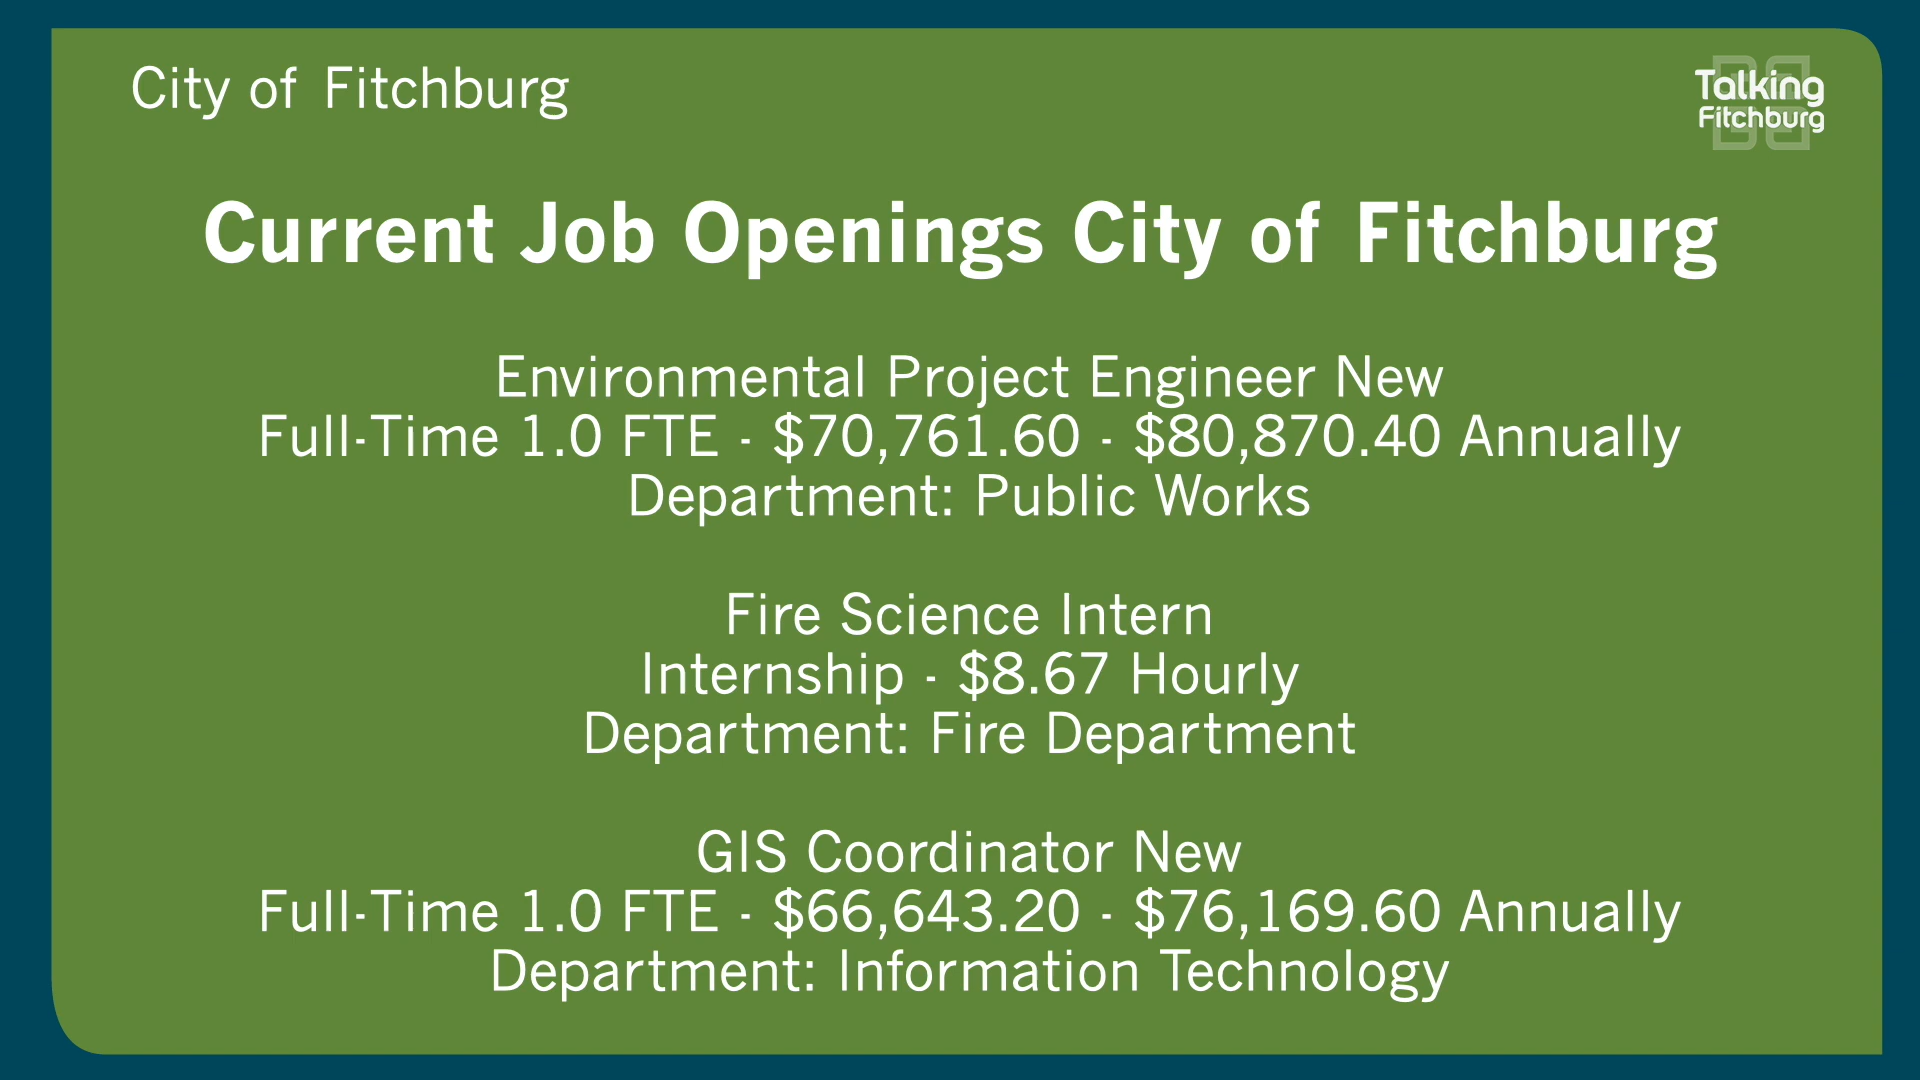 City of Fitchburg
Talking
Fitchburg
Current Job Openings City of Fitchburg
Environmental Project Engineer New
Full-Time 1.0 FTE - $70,761.60 - $80,870.40 Annually
Department: Public Works
Fire Science Intern
Internship - $8.67 Hourly
Department: Fire Department
GIS Coordinator New
Full-Time 1.0 FTE - $66,643.20 - $76,169.60 Annually
Department: Information Technology